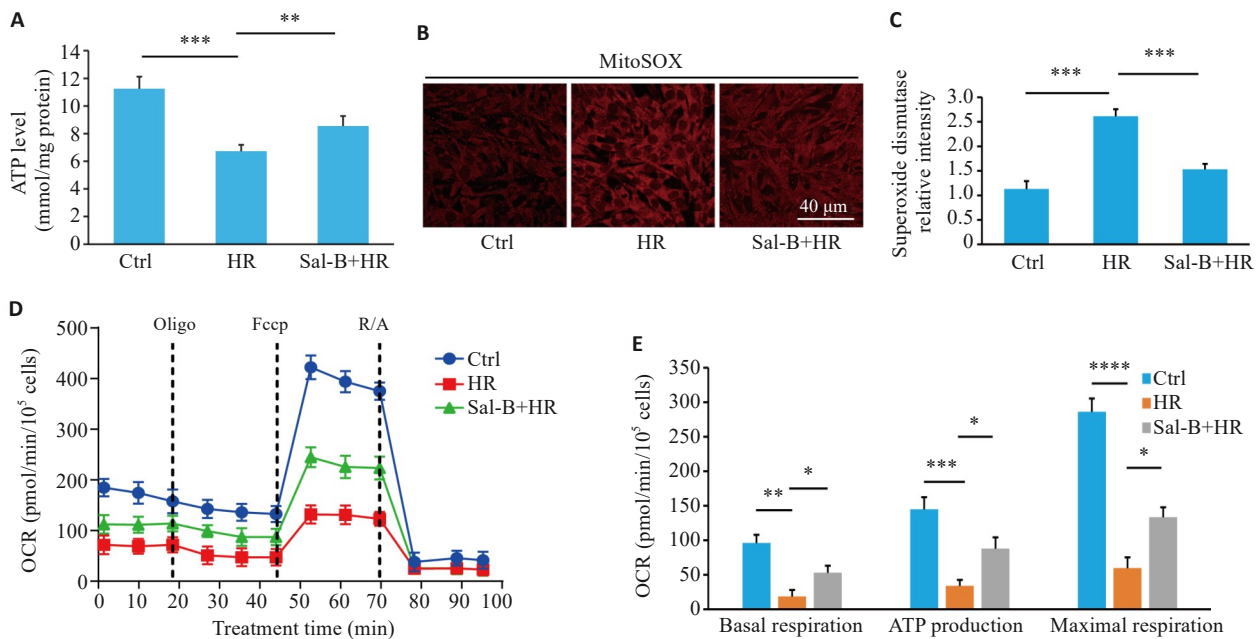 A
***
**
ATP level
(mmol/mg protein)
14
12
10
8
6
4
2
0
Ctrl
HR
Sal-B+HR
B
MitoSOX
40 μm
Ctrl
HR
Sal-B+HR
C
***
***
Superoxide dismutase
relative intensity
3.0
2.5
2.0
1.5
1.0
1.5
0.0
Ctrl
HR
Sal-B+HR
D
Oligo
Fccp
R/A
OCR (pmol/min/10⁵ cells)
500
400
300
200
100
0
0 10 20 30 40 50 60 70 80 90 100
Treatment time (min)
Ctrl
HR
Sal-B+HR
E
OCR (pmol/min/10⁵ cells)
350
300
250
200
150
100
50
0
**
*
***
*
****
*
Ctrl
HR
Sal-B+HR
Basal respiration
ATP production
Maximal respiration